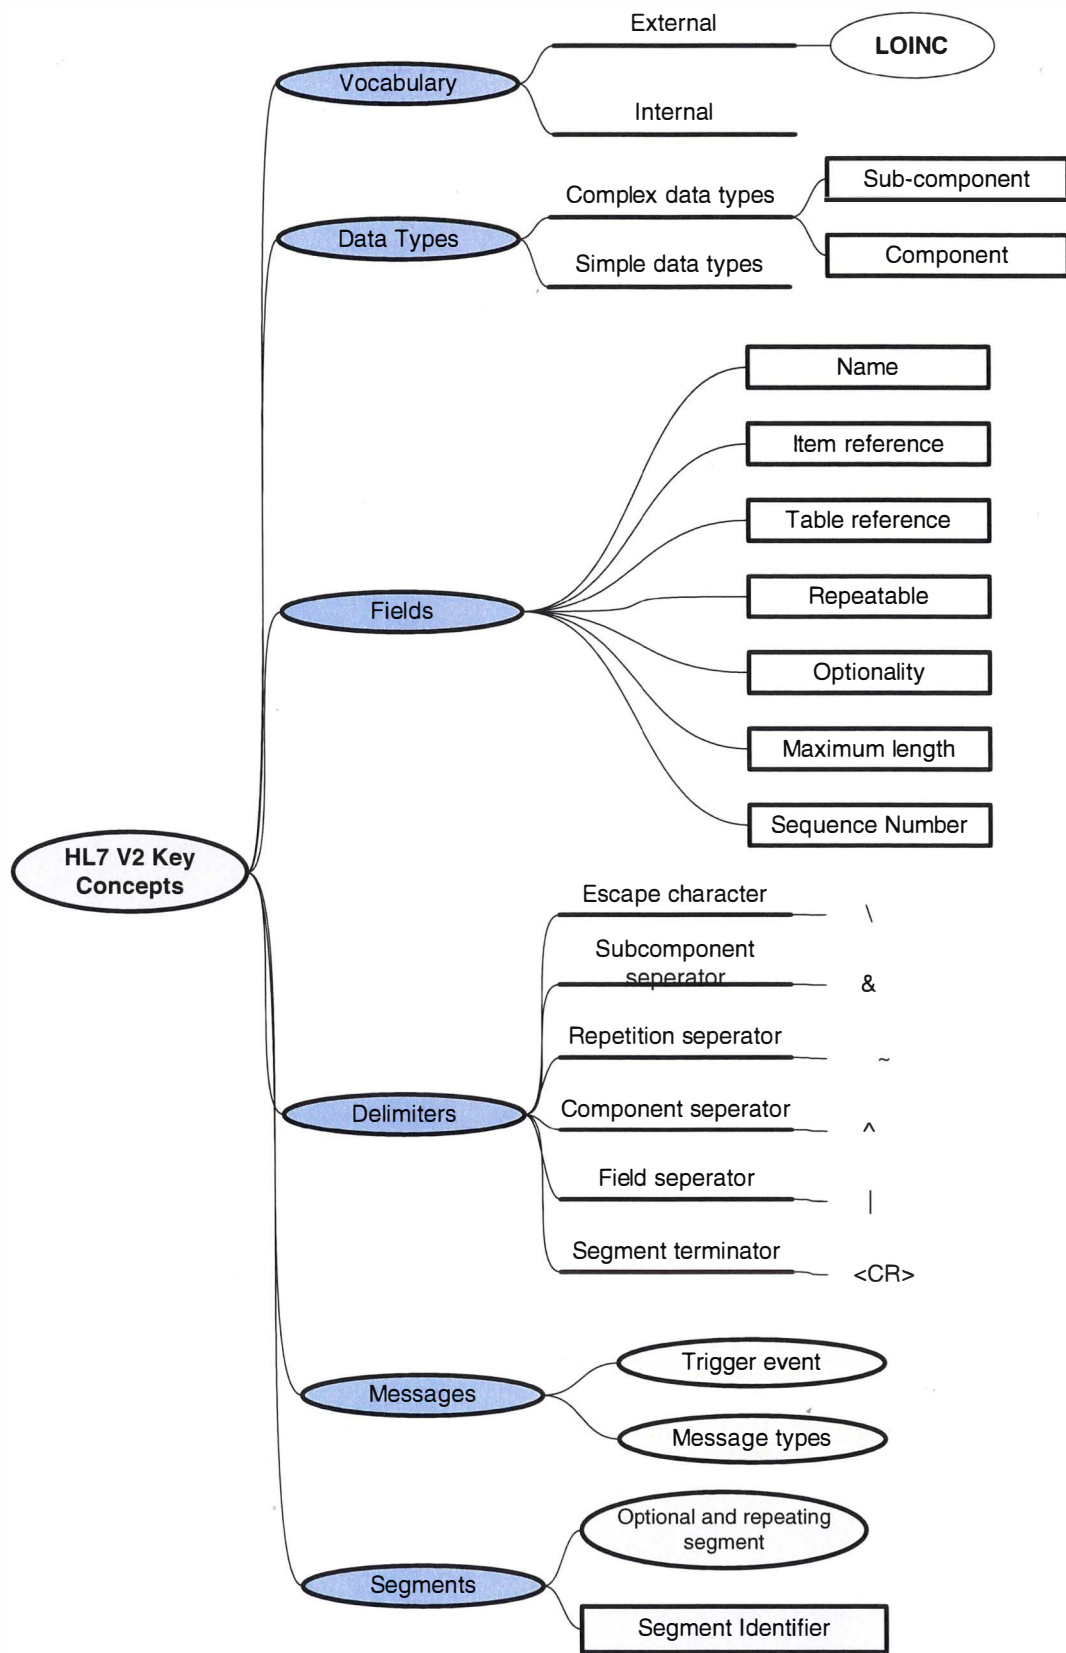 External
LOINC
Vocabulary
Internal
Complex data types
Sub-component
Data Types
Component
Simple data types
Name
Item reference
Table reference
Repeatable
Fields
Optionality
Maximum length
Sequence Number
HL7 V2 Key
Concepts
Escape character
\
Subcomponent
seperator
&
Repetition seperator
~
Delimiters
Component seperator
^
Field seperator
|
Segment terminator
<CR>
Trigger event
Messages
Message types
Optional and repeating
segment
Segments
Segment Identifier